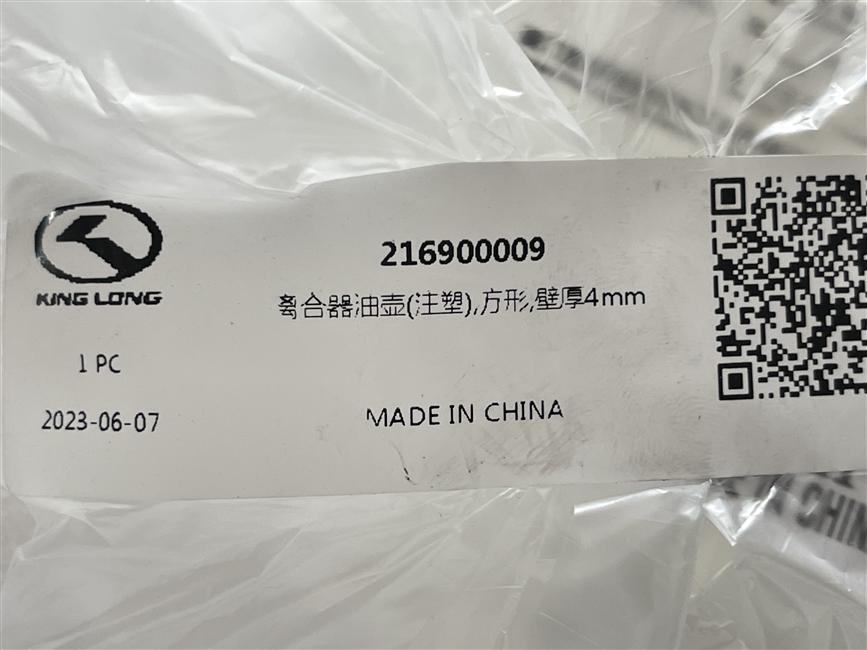 216900009
离合器油壶(注塑),方形,壁厚4mm
KING LONG
1 PC
2023-06-07
MADE IN CHINA
CHIN